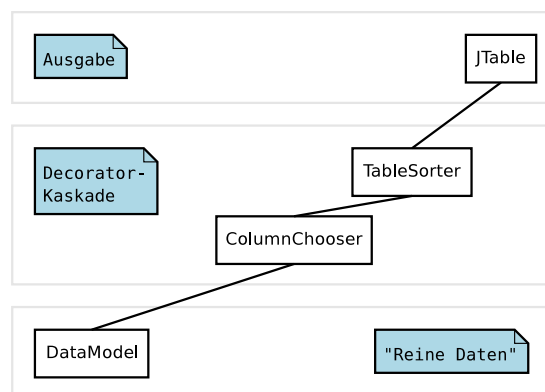 Ausgabe
JTable
Decorator-
Kaskade
TableSorter
ColumnChooser
DataModel
"Reine Daten"